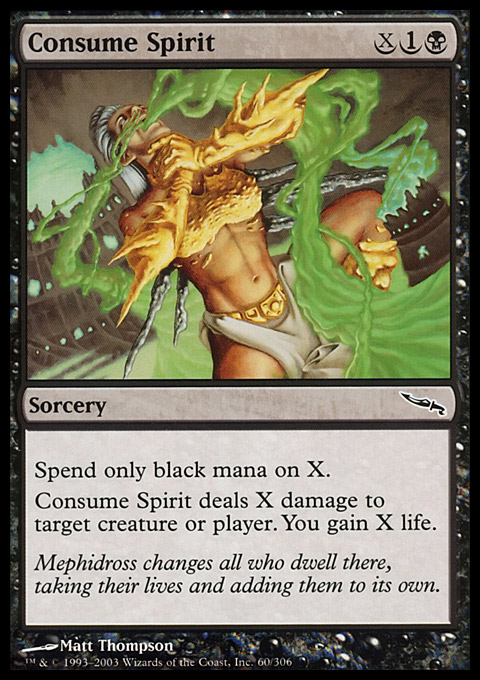 Consume Spirit X1
Sorcery
Spend only black mana on X.
Consume Spirit deals X damage to
target creature or player. You gain X life.
Mephidross changes all who dwell there,
taking their lives and adding them to its own.
Matt Thompson
™ & © 1993–2003 Wizards of the Coast, Inc. 60/306